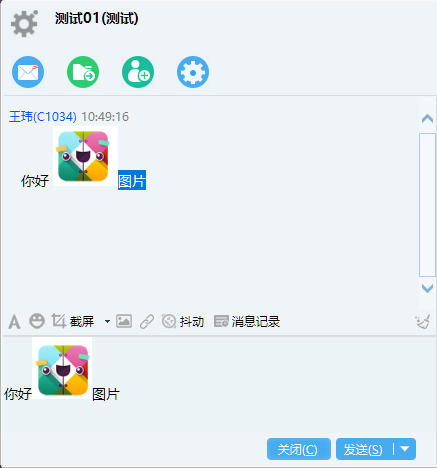 测试01(测试)
王玮(C1034) 10:49:16
你好 图片
截屏 抖动 消息记录
你好 图片
关闭(C) 发送(S)